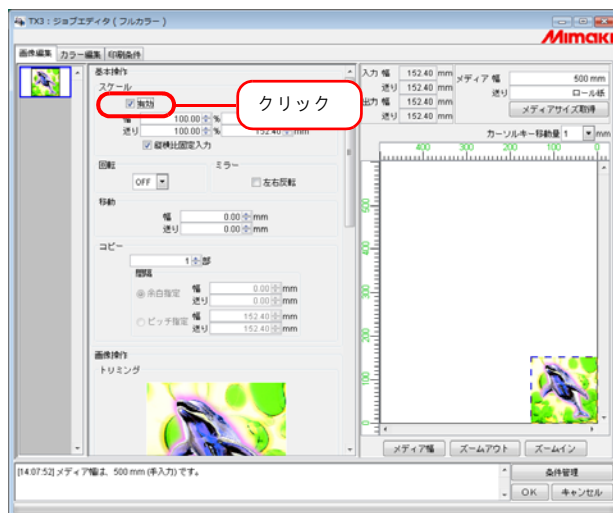 TX3 : ジョブエディタ ( フルカラー )
Mimaki
画像編集 カラー編集 印刷条件
基本操作
スケール
無効
クリック
幅 100.00 %
送り 100.00 % 152.40 mm
縦横比固定入力
回転 ミラー
OFF 左右反転
移動
幅 0.00 mm
送り 0.00 mm
コピー
1 部
間隔
余白指定 幅 0.00 mm
送り 0.00 mm
ピッチ指定 幅 152.40 mm
送り 152.40 mm
画像操作
トリミング
入力 幅 152.40 mm
送り 152.40 mm
出力 幅 152.40 mm
送り 152.40 mm
メディア 幅 500 mm
送り ロール紙
メディアサイズ取得
カーソルキー移動量 1 mm
400 300 200 100 0
500
400
300
200
100
0
メディア幅 ズームアウト ズームイン
[14:07:52] メディア幅は、500 mm (手入力) です。
条件管理
OK キャンセル